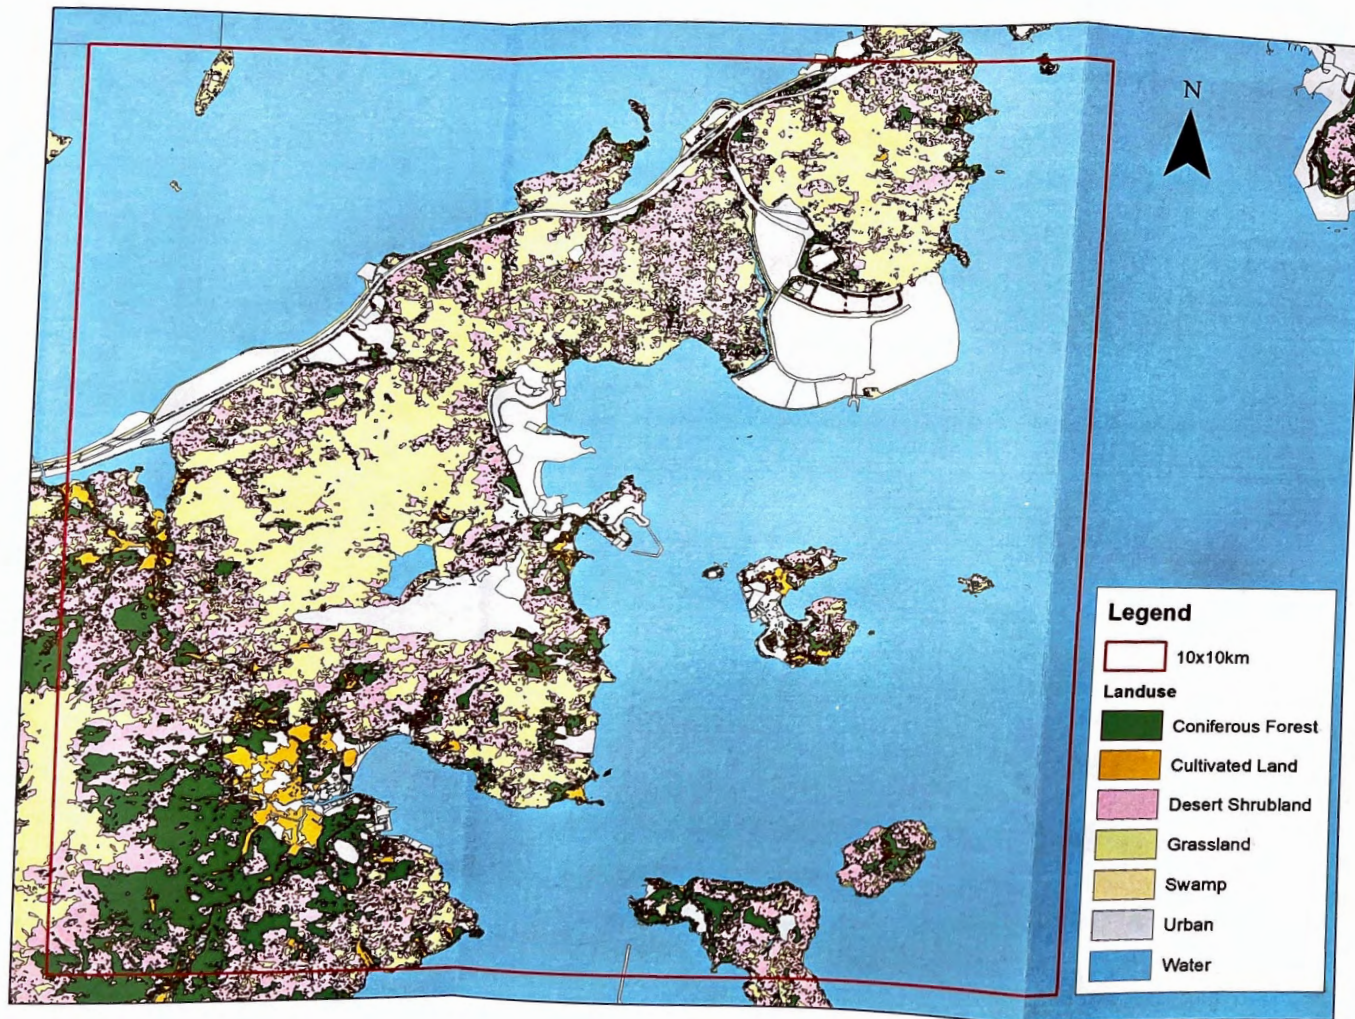 N
Legend
10x10km
Landuse
Coniferous Forest
Cultivated Land
Desert Shrubland
Grassland
Swamp
Urban
Water